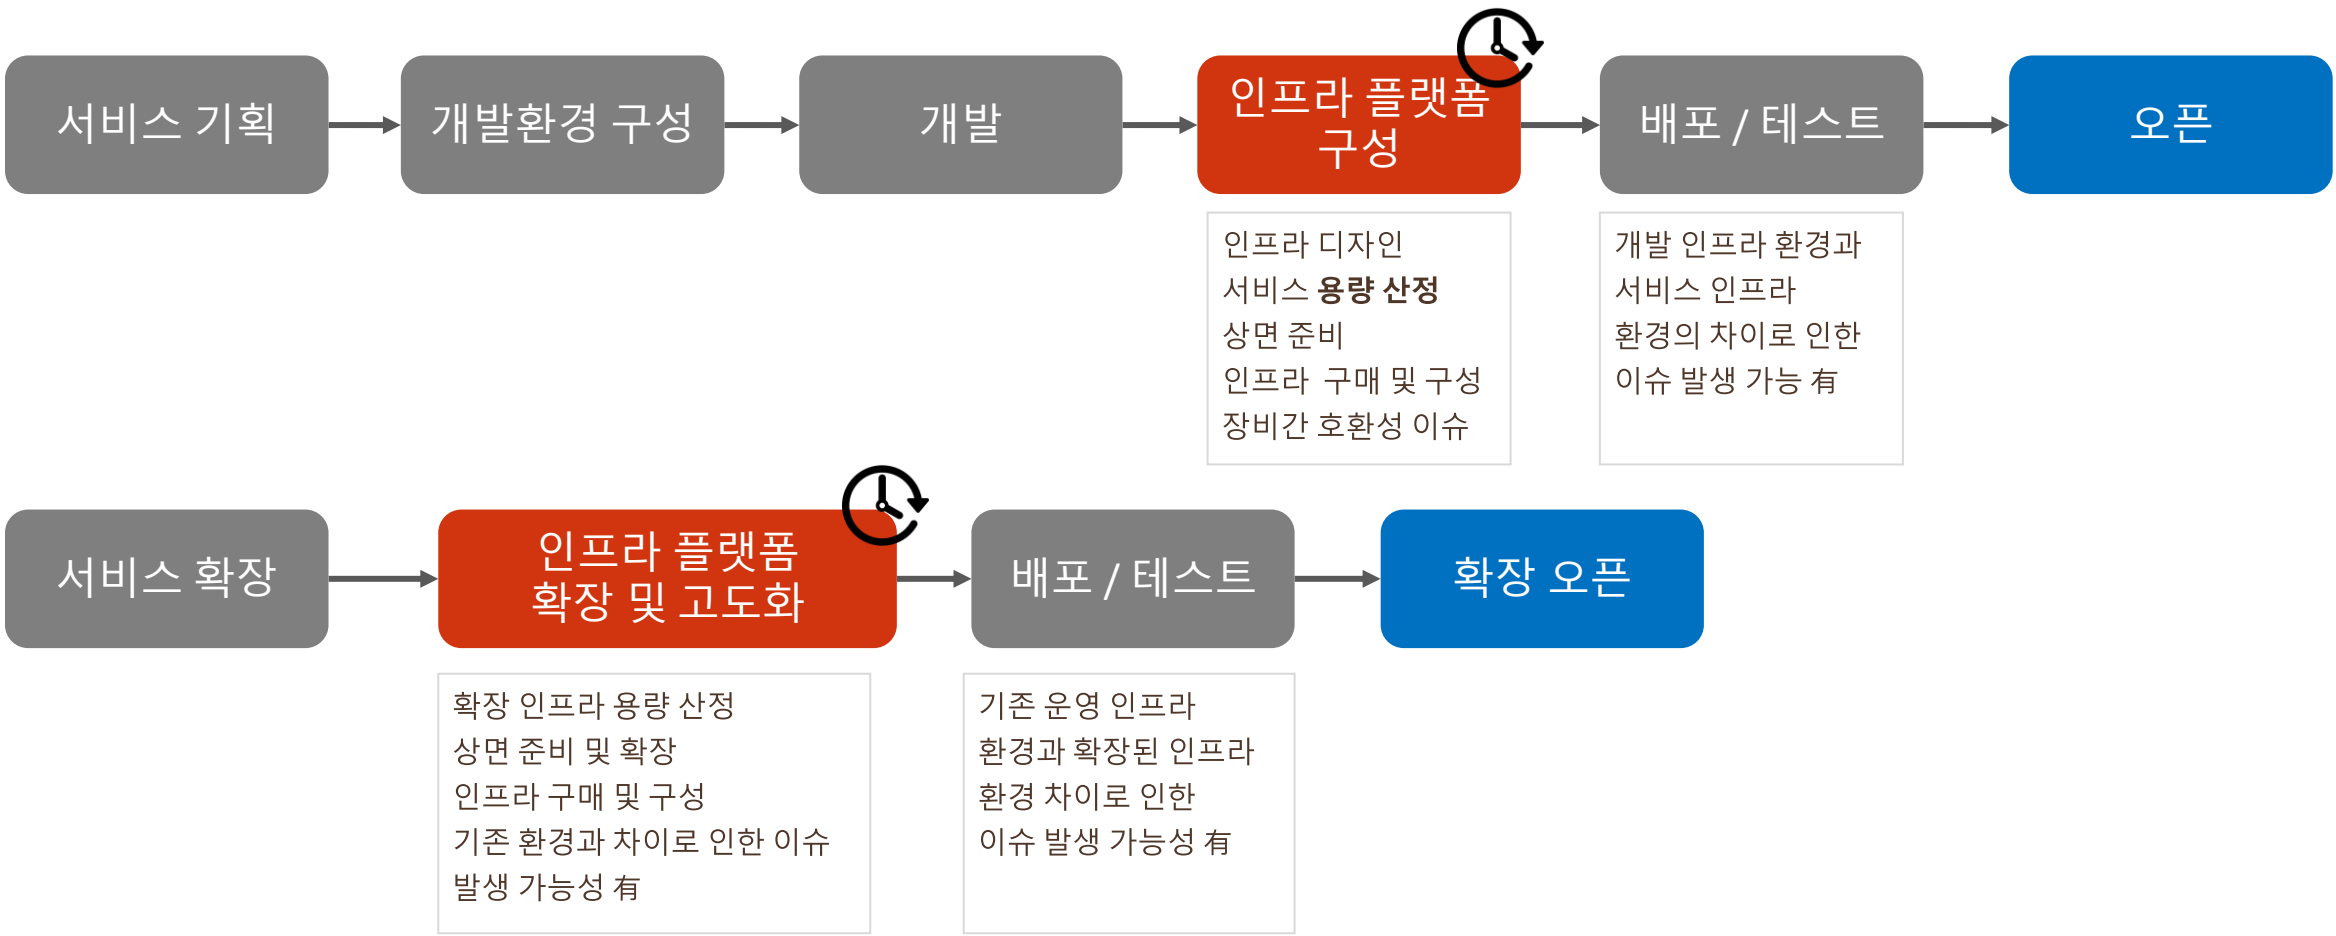 서비스 기획
개발환경 구성
개발
인프라 플랫폼
구성
배포 / 테스트
오픈
인프라 디자인
서비스 용량 산정
상면 준비
인프라 구매 및 구성
장비간 호환성 이슈
개발 인프라 환경과
서비스 인프라
환경의 차이로 인한
이슈 발생 가능 有
서비스 확장
인프라 플랫폼
확장 및 고도화
배포 / 테스트
확장 오픈
확장 인프라 용량 산정
상면 준비 및 확장
인프라 구매 및 구성
기존 환경과 차이로 인한 이슈
발생 가능성 有
기존 운영 인프라
환경과 확장된 인프라
환경 차이로 인한
이슈 발생 가능성 有